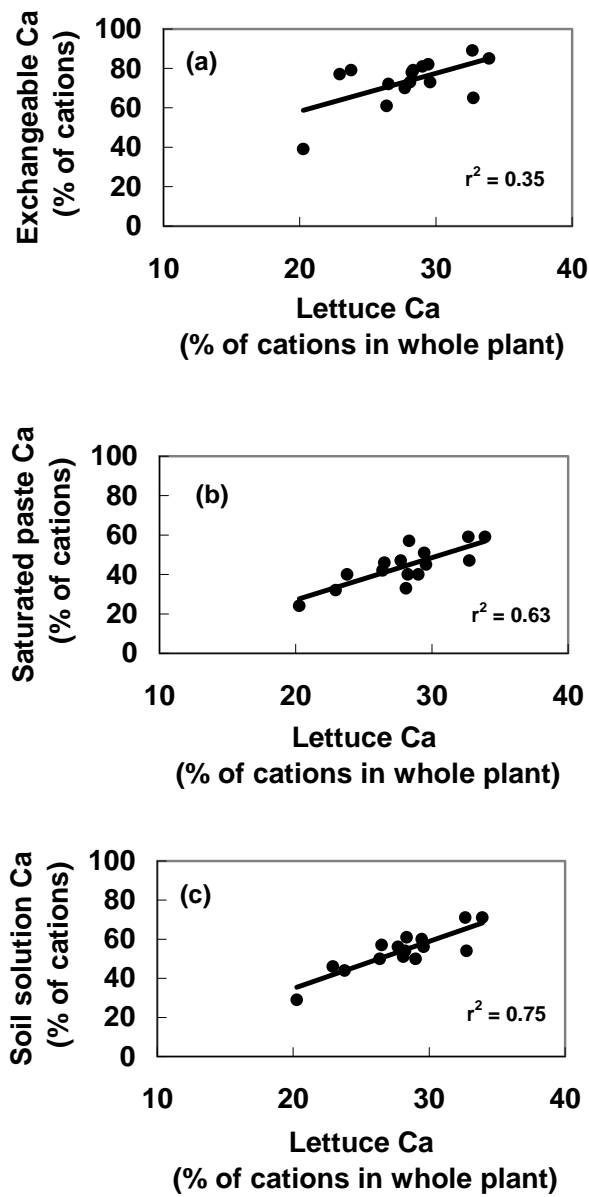 100
80
60
40
20
0
Exchangeable Ca
(% of cations)
(a)
r² = 0.35
10 20 30 40
Lettuce Ca
(% of cations in whole plant)
100
80
60
40
20
0
Saturated paste Ca
(% of cations)
(b)
r² = 0.63
10 20 30 40
Lettuce Ca
(% of cations in whole plant)
100
80
60
40
20
0
Soil solution Ca
(% of cations)
(c)
r² = 0.75
10 20 30 40
Lettuce Ca
(% of cations in whole plant)